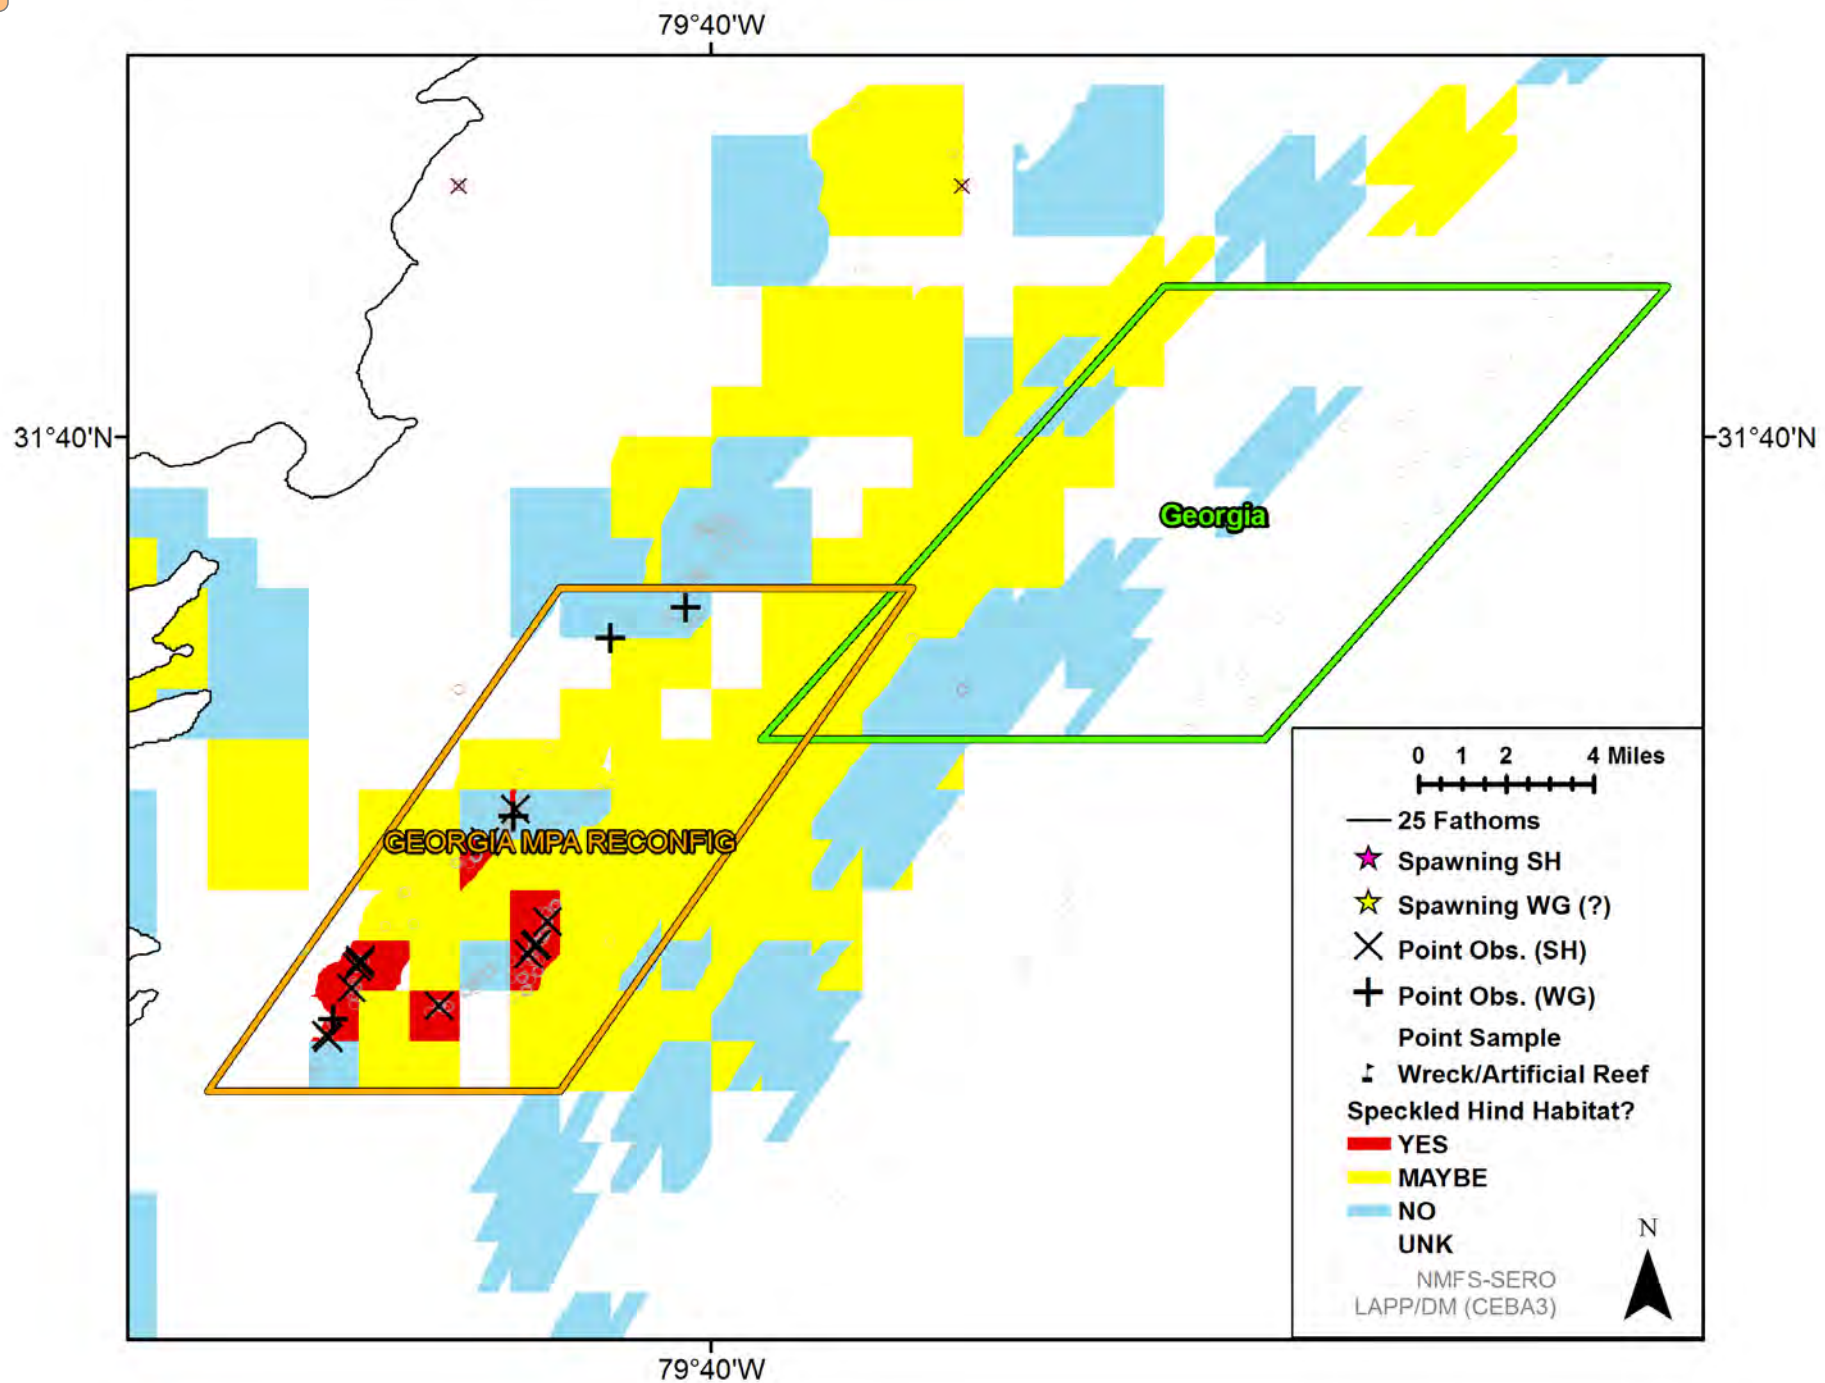 79°40'W
31°40'N
31°40'N
Georgia
GEORGIA MPA RECONFIG
0 1 2 4 Miles
25 Fathoms
Spawning SH
Spawning WG (?)
Point Obs. (SH)
Point Obs. (WG)
Point Sample
Wreck/Artificial Reef
Speckled Hind Habitat?
YES
MAYBE
NO
UNK
N
NMFS-SERO
LAPP/DM (CEBA3)
79°40'W